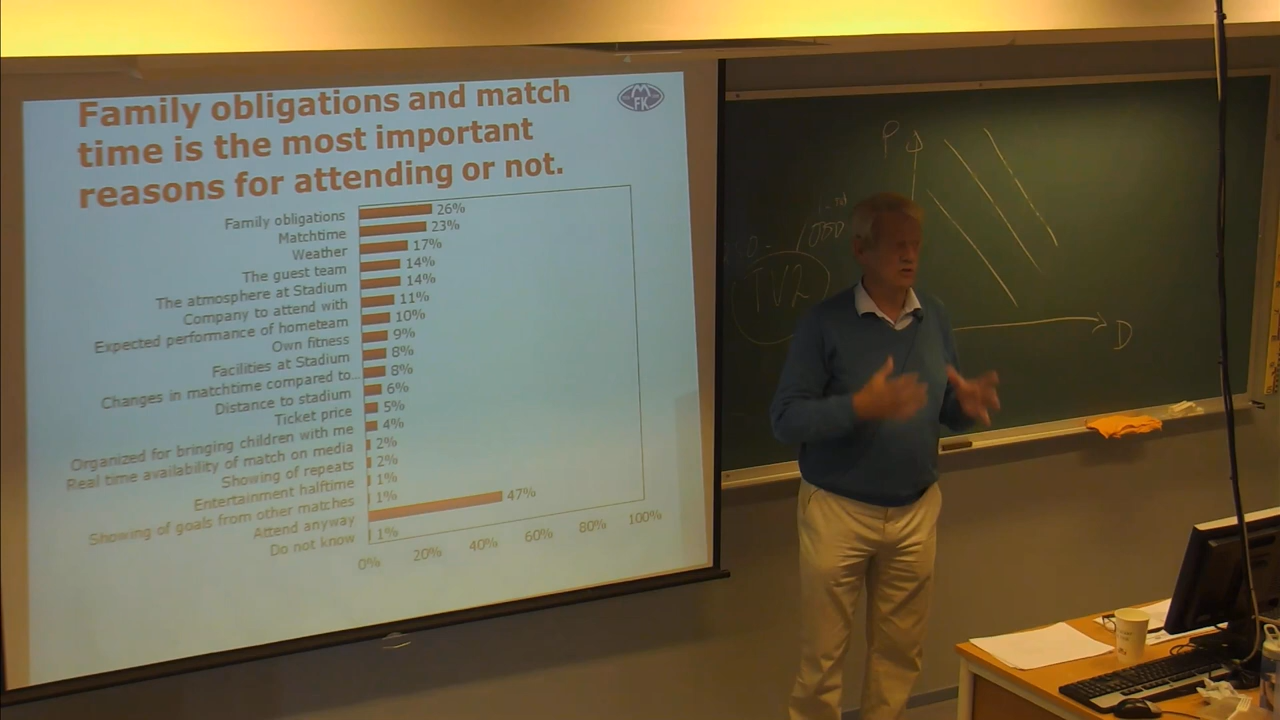 Family obligations and match
time is the most important
reasons for attending or not.
MFK
Family obligations 26%
Matchtime 23%
Weather 17%
The guest team 14%
The atmosphere at Stadium 14%
Company to attend with 11%
Expected performance of hometeam 10%
Own fitness 9%
Facilities at Stadium 8%
Changes in matchtime compared to... 8%
Distance to stadium 6%
Ticket price 5%
Organized for bringing children with me 4%
Real time availability of match on media 2%
Showing of repeats 2%
Entertainment halftime 1%
Showing of goals from other matches 1%
Attend anyway 47%
Do not know 1%
0% 20% 40% 60% 80% 100%
P
TV2
D